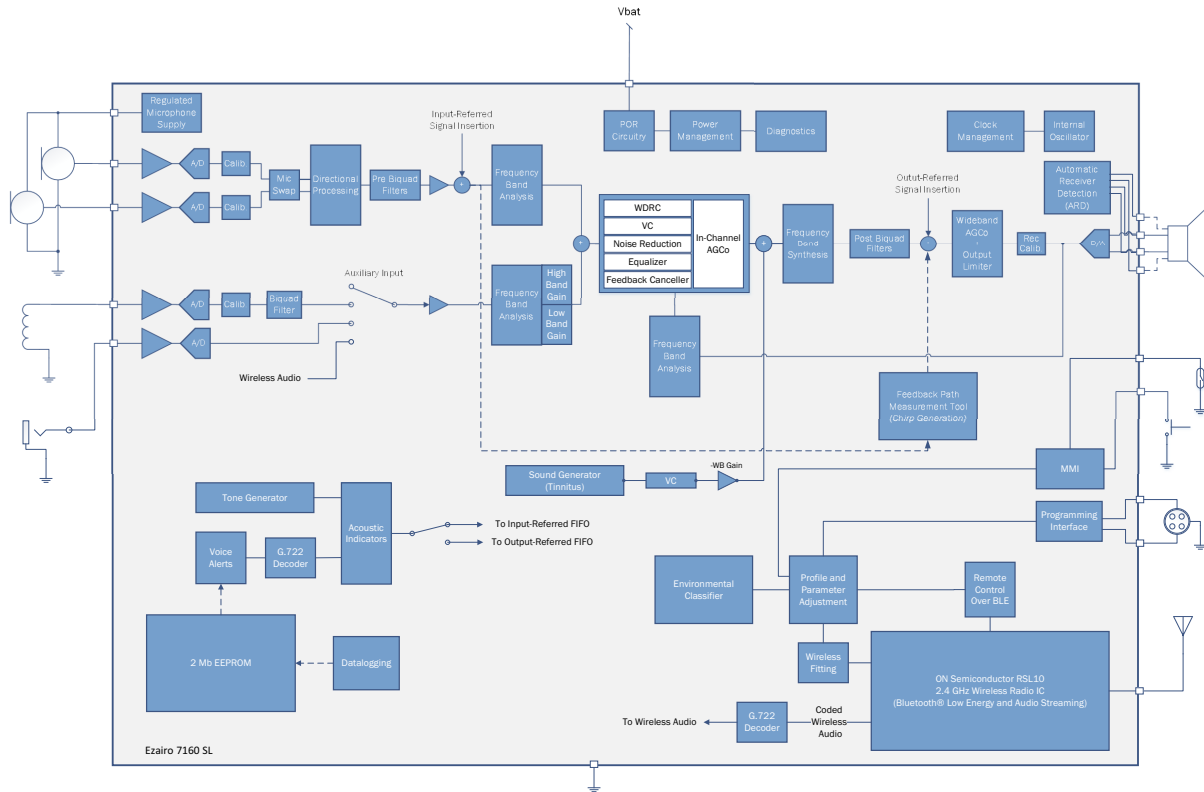 Vbat
Regulated
Microphone
Supply
Input-Referred
Signal Insertion
POR
Circuitry
Power
Management
Diagnostics
Clock
Management
Internal
Oscillator
A/D
Calib
Mic
Swap
Directional
Processing
Pre Biquad
Filters
+
Frequency
Band
Analysis
A/D
Calib
Automatic
Receiver
Detection
(ARD)
Outut-Referred
Signal Insertion
WDRC
VC
Noise Reduction
Equalizer
Feedback Canceller
In-Channel
AGCo
+
+
Frequency
Band
Synthesis
Post Biquad
Filters
Wideband
AGCo
Output
Limiter
Rec
Calib.
Auxiliary Input
A/D
Calib
Biquad
Filter
A/D
Frequency
Band
Analysis
High
Band
Gain
Low
Band
Gain
Wireless Audio
Frequency
Band
Analysis
Feedback Path
Measurement Tool
(Chirp Generation)
Sound Generator
(Tinnitus)
VC
-WB Gain
MMI
Tone Generator
Acoustic
Indicators
To Input-Referred FIFO
To Output-Referred FIFO
Voice
Alerts
G.722
Decoder
Programming
Interface
Environmental
Classifier
Profile and
Parameter
Adjustment
Remote
Control
Over BLE
2 Mb EEPROM
Datalogging
Wireless
Fitting
ON Semiconductor RSL10
2.4 GHz Wireless Radio IC
(Bluetooth® Low Energy and Audio Streaming)
To Wireless Audio
G.722
Decoder
Coded
Wireless
Audio
Ezairo 7160 SL